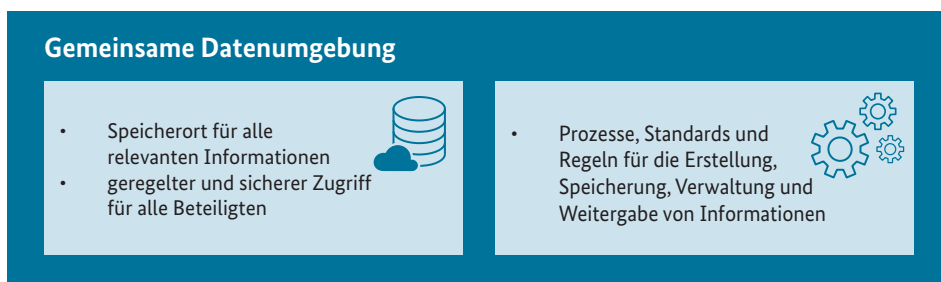 Gemeinsame Datenumgebung
• Speicherort für alle
relevanten Informationen
• geregelter und sicherer Zugriff
für alle Beteiligten
• Prozesse, Standards und
Regeln für die Erstellung,
Speicherung, Verwaltung und
Weitergabe von Informationen